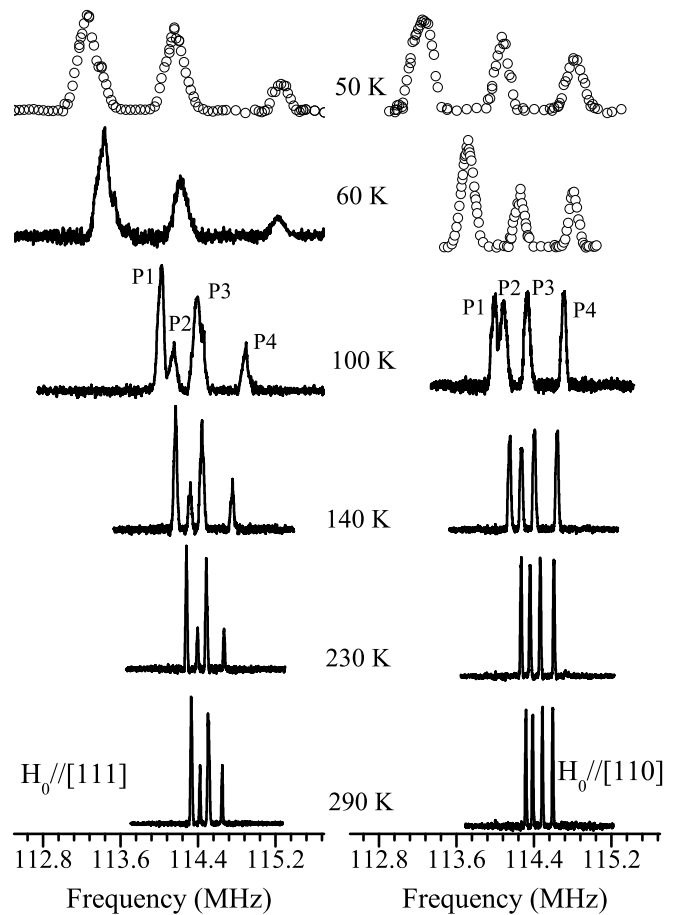 50 K
60 K
P1
P2
P3
P4
100 K
P1
P2
P3
P4
140 K
230 K
H0//[111]
290 K
H0//[110]
112.8 113.6 114.4 115.2
112.8 113.6 114.4 115.2
Frequency (MHz)
Frequency (MHz)